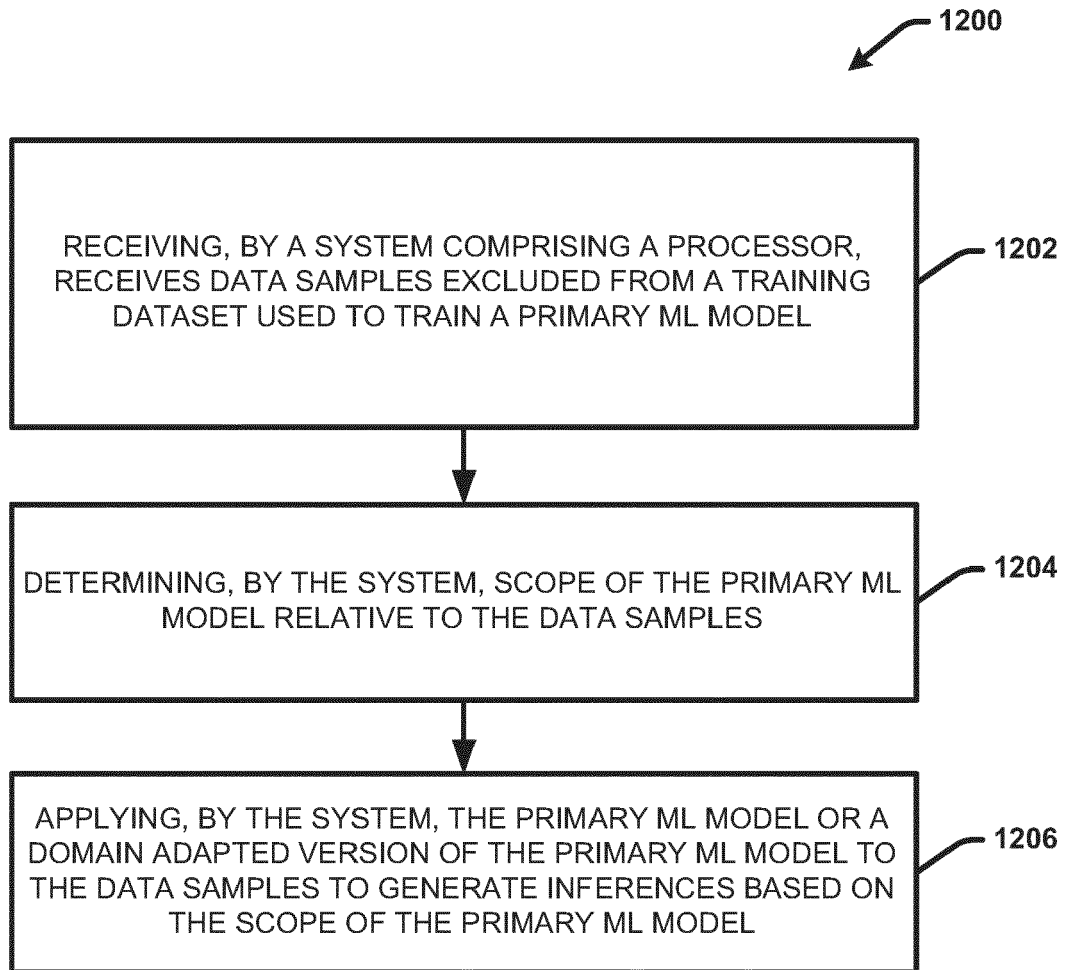 1200
RECEIVING, BY A SYSTEM COMPRISING A PROCESSOR,
RECEIVES DATA SAMPLES EXCLUDED FROM A TRAINING
DATASET USED TO TRAIN A PRIMARY ML MODEL
1202
DETERMINING, BY THE SYSTEM, SCOPE OF THE PRIMARY ML
MODEL RELATIVE TO THE DATA SAMPLES
1204
APPLYING, BY THE SYSTEM, THE PRIMARY ML MODEL OR A
DOMAIN ADAPTED VERSION OF THE PRIMARY ML MODEL TO
THE DATA SAMPLES TO GENERATE INFERENCES BASED ON
THE SCOPE OF THE PRIMARY ML MODEL
1206